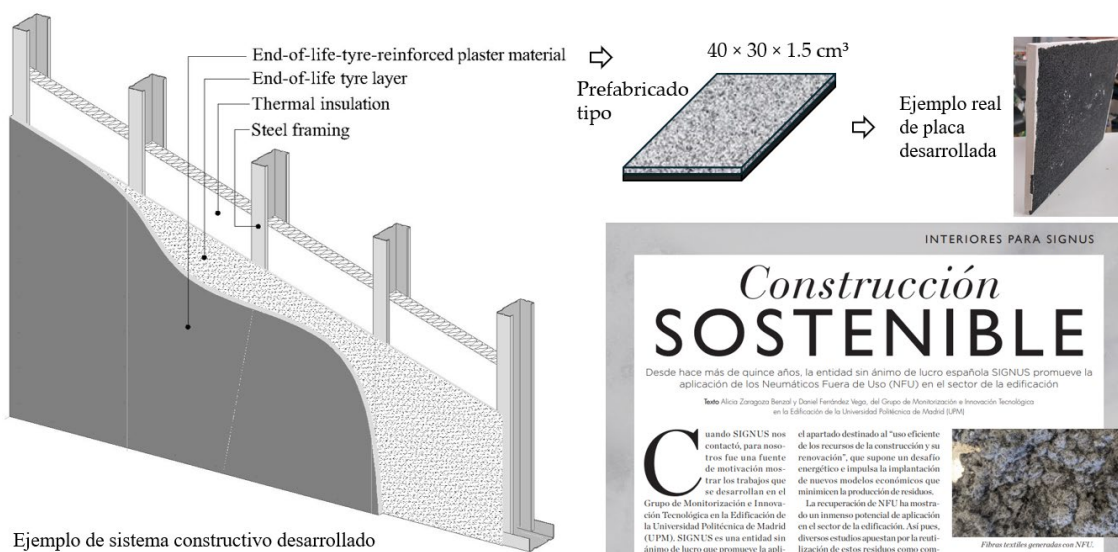 End-of-life-tyre-reinforced plaster material
End-of-life tyre layer
Thermal insulation
Steel framing
Ejemplo de sistema constructivo desarrollado
Prefabricado
tipo
40 × 30 × 1.5 cm³
Ejemplo real
de placa
desarrollada
INTERIORES PARA SIGNUS
Construcción
SOSTENIBLE
Desde hace más de quince años, la entidad sin ánimo de lucro española SIGNUS promueve la
aplicación de los Neumáticos Fuera de Uso (NFU) en el sector de la edificación
Texto Alicia Zaragoza Benzal y Daniel Ferrández Vega, del Grupo de Monitorización e Innovación Tecnológica
en la Edificación de la Universidad Politécnica de Madrid (UPM)
Cuando SIGNUS nos
contactó, para noso-
tros fue una fuente
de motivación mos-
trar los trabajos que
se desarrollan en el
Grupo de Monitorización e Innova-
ción Tecnológica en la Edificación de
la Universidad Politécnica de Madrid
(UPM). SIGNUS es una entidad sin
ánimo de lucro que promueve la apli-
el apartado destinado al “uso eficiente
de los recursos de la construcción y su
renovación”, que supone un desafío
energético e impulsa la implantación
de nuevos modelos económicos que
minimicen la producción de residuos.
La recuperación de NFU ha mostra-
do un inmenso potencial de aplicación
en el sector de la edificación. Así pues,
diversos estudios apuestan por la reuti-
lización de estos residuos como com-
Fibras textiles generadas con NFU.